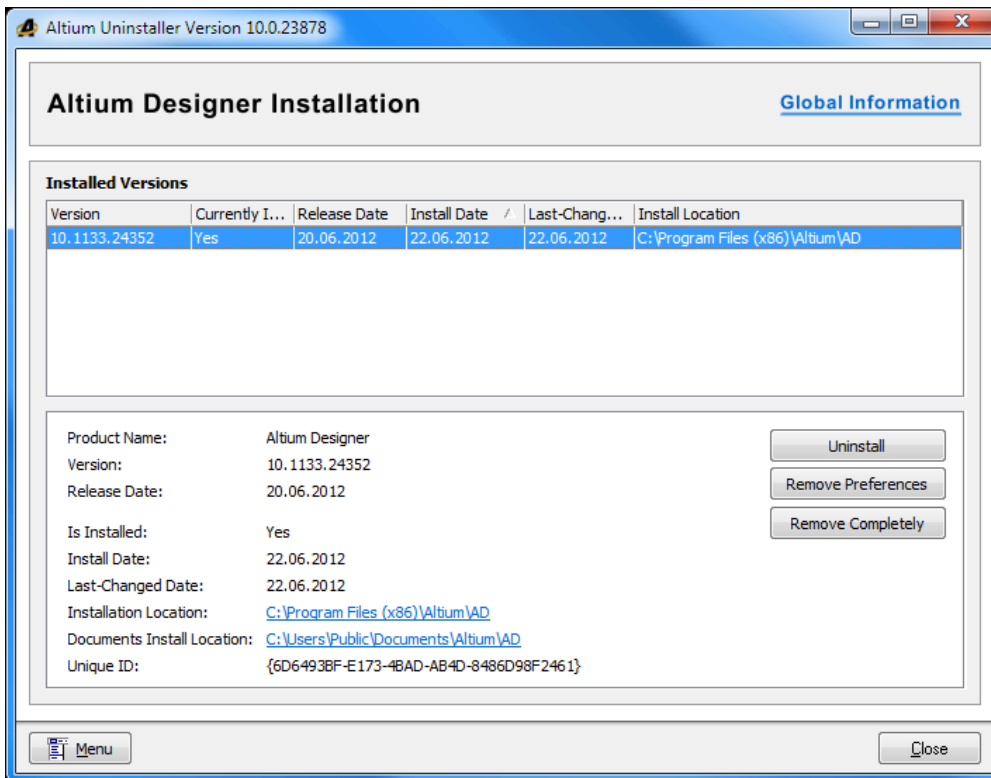 Altium Uninstaller Version 10.0.23878
Altium Designer Installation
Global Information
Installed Versions
Version Currently I... Release Date Install Date Last-Chang... Install Location
10.1133.24352 Yes 20.06.2012 22.06.2012 22.06.2012 C:\Program Files (x86)\Altium\AD
Product Name: Altium Designer
Version: 10.1133.24352
Release Date: 20.06.2012
Is Installed: Yes
Install Date: 22.06.2012
Last-Changed Date: 22.06.2012
Installation Location: C:\Program Files (x86)\Altium\AD
Documents Install Location: C:\Users\Public\Documents\Altium\AD
Unique ID: {6D6493BF-E173-4BAD-AB4D-8486D98F2461}
Uninstall
Remove Preferences
Remove Completely
Menu
Close